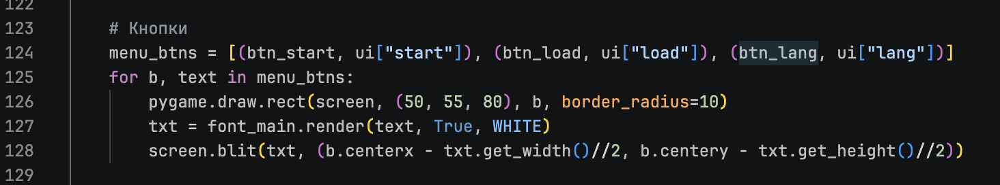 122
123 # Кнопки
124 menu_btns = [(btn_start, ui["start"]), (btn_load, ui["load"]), (btn_lang, ui["lang"])]
125 for b, text in menu_btns:
126 pygame.draw.rect(screen, (50, 55, 80), b, border_radius=10)
127 txt = font_main.render(text, True, WHITE)
128 screen.blit(txt, (b.centerx - txt.get_width()//2, b.centery - txt.get_height()//2))
129